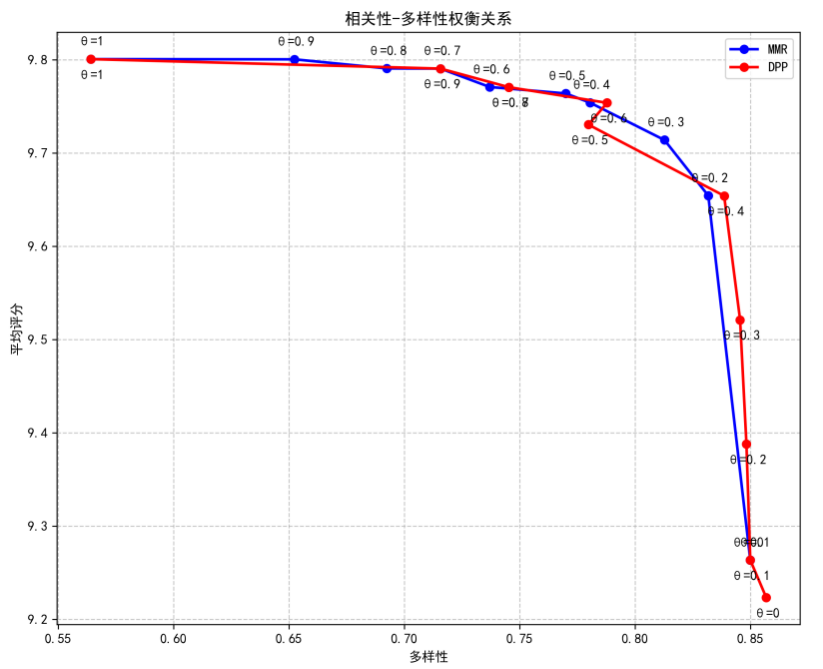 相关性-多样性权衡关系
MMR
DPP
θ=1
θ=0.9
θ=0.8
θ=0.7
θ=0.6
θ=0.5
θ=0.4
θ=0.3
θ=0.2
θ=1
θ=0.9
θ=0.6
θ=0.5
θ=0.4
θ=0.3
θ=0.2
θ=0.1
θ=0
9.8
9.7
9.6
9.5
9.4
9.3
9.2
平均评分
0.55
0.60
0.65
0.70
0.75
0.80
0.85
多样性